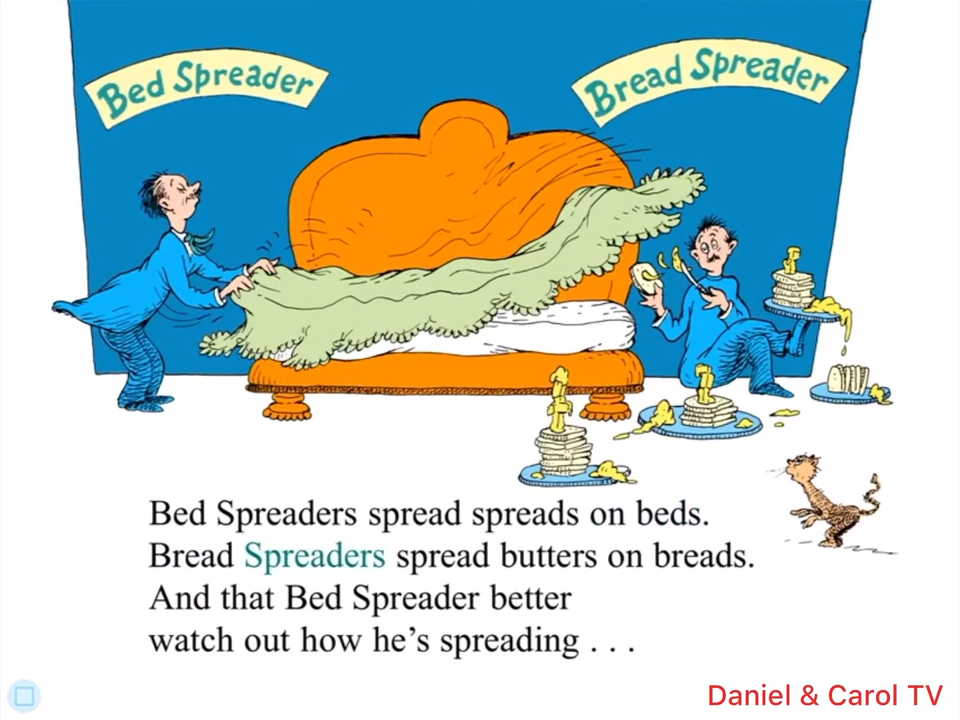 Bed Spreader
Bread Spreader
Bed Spreaders spread spreads on beds.
Bread Spreaders spread butters on breads.
And that Bed Spreader better
watch out how he’s spreading . . .
Daniel & Carol TV